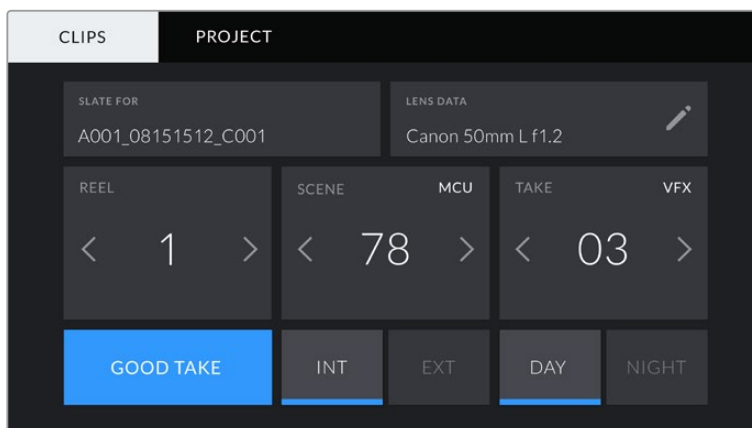 CLIPS PROJECT
SLATE FOR
A001_08151512_C001
LENS DATA
Canon 50mm L f1.2
REEL
1
SCENE MCU
78
TAKE VFX
03
GOOD TAKE
INT
EXT
DAY
NIGHT